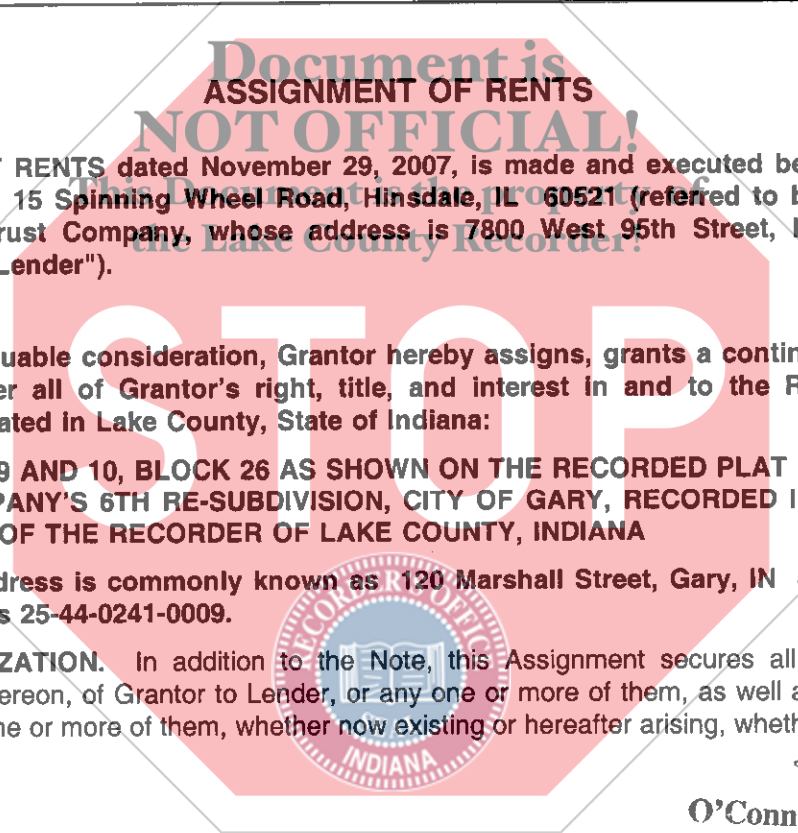 Document is
ASSIGNMENT OF RENTS
NOT OFFICIAL!
RENTS dated November 29, 2007, is made and executed be
This Document is the property of
15 Spinning Wheel Road, Hinsdale, IL 60521 (referred to b
rust Company, whose address is 7800 West 95th Street,
the Lake County Recorder!
Lender").
STOP
uable consideration, Grantor hereby assigns, grants a contin
er all of Grantor's right, title, and interest in and to the R
ated in Lake County, State of Indiana:
9 AND 10, BLOCK 26 AS SHOWN ON THE RECORDED PLAT
PANY'S 6TH RE-SUBDIVISION, CITY OF GARY, RECORDED I
OF THE RECORDER OF LAKE COUNTY, INDIANA
dress is commonly known as 120 Marshall Street, Gary, IN
s 25-44-0241-0009.
RECORDER OFFIC
ZATION. In addition to the Note, this Assignment secures all
ereon, of Grantor to Lender, or any one or more of them, as well a
ne or more of them, whether now existing or hereafter arising, wheth
SEAL
INDIANA
O'Conn